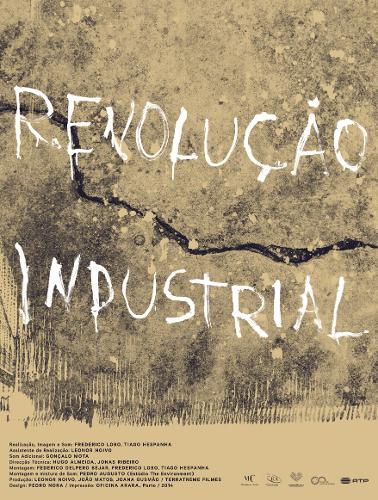 REVOLUÇÃO
INDUSTRIAL
Realização, Imagem e Som: FREDERICO LOBO, TIAGO HESPANHA
Assistente de Realização: LEONOR NOIVO
Som Adicional: GONÇALO MOTA
Direcção Técnica: HUGO ALMEIDA, JONAS RIBEIRO
Montagem: FEDERICO DELPERO BEJAR, FREDERICO LOBO, TIAGO HESPANHA
Montagem e mistura de Som: PEDRO AUGUSTO (Estúdio The Environment)
Produção: LEONOR NOIVO, JOÃO MATOS, JOANA GUSMÃO / TERRATREME FILMES
Design: PEDRO NORA / Impressão: OFICINA ARARA, Porto / 2014
RTP